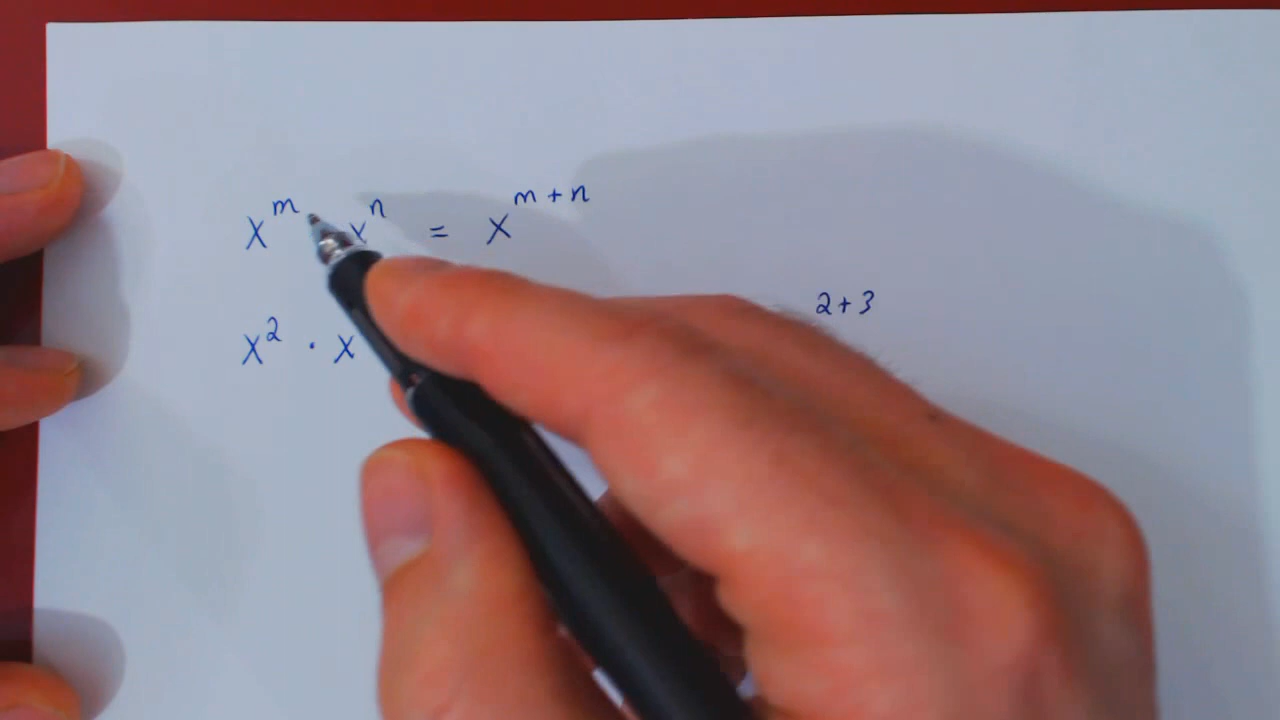 x^m x^n = x^{m+n}
x^2 · x 2+3